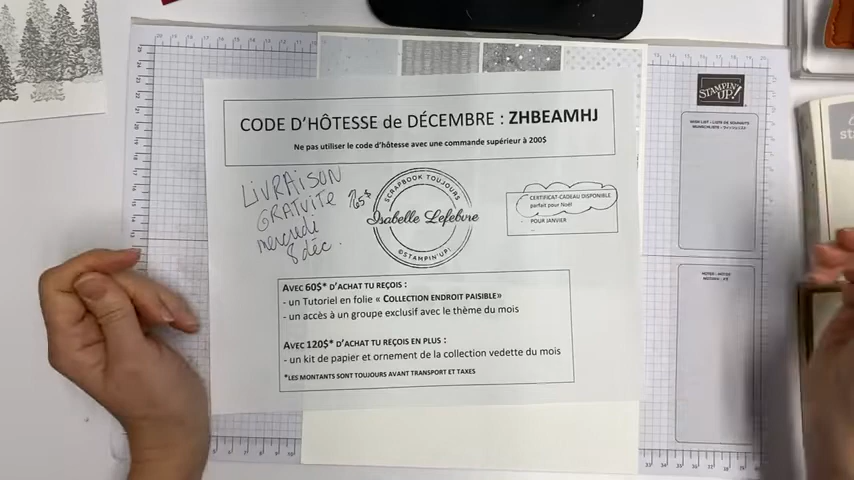 STAMPIN' UP!
CODE D'HÔTESSE de DÉCEMBRE : ZHBEAMHJ
Ne pas utiliser le code d'hôtesse avec une commande supérieur à 200$
LIVRAISON
GRATUITE
mercredi
8 déc.
SCRAPBOOK TOUJOURS
Isabelle Lefebvre
@STAMPIN'UP!
CERTIFICAT-CADEAU DISPONIBLE
parfait pour Noël
- POUR JANVIER
AVEC 60$* D'ACHAT TU REÇOIS :
- un Tutoriel en folie « COLLECTION ENDROIT PAISIBLE»
- un accès à un groupe exclusif avec le thème du mois
AVEC 120$* D'ACHAT TU REÇOIS EN PLUS :
- un kit de papier et ornement de la collection vedette du mois
*LES MONTANTS SONT TOUJOURS AVANT TRANSPORT ET TAXES